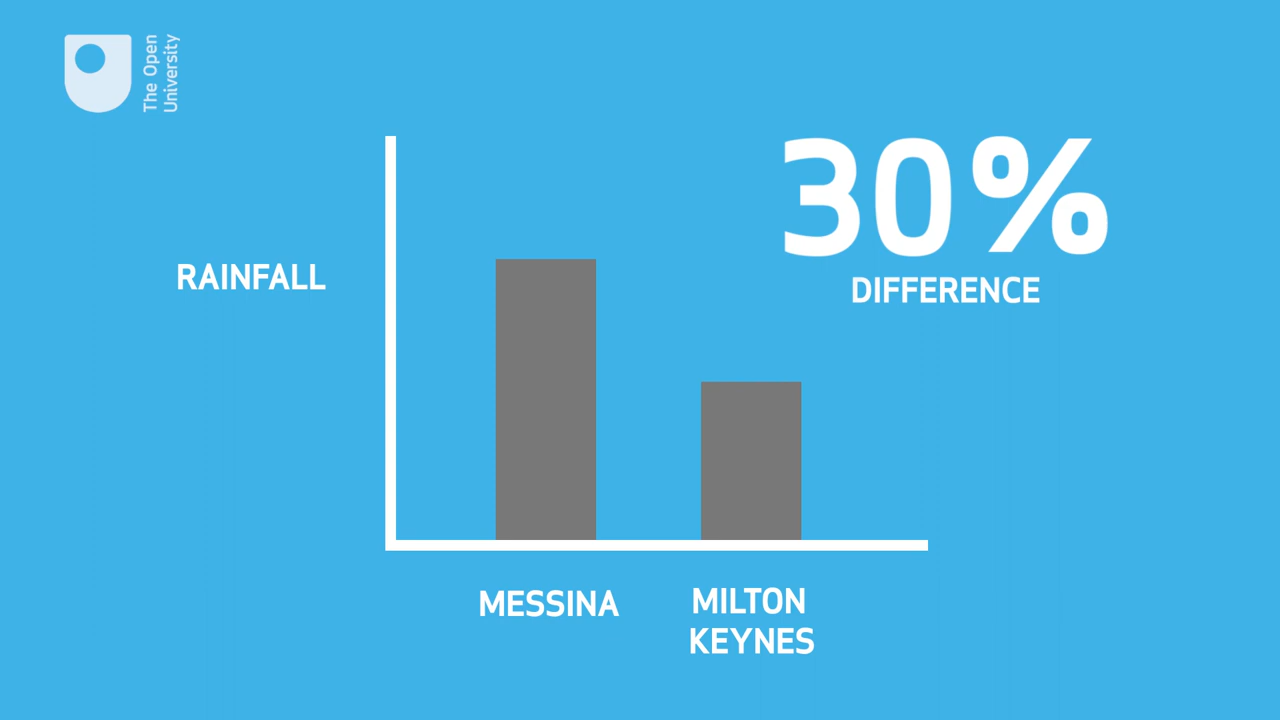 The Open
University
30%
DIFFERENCE
RAINFALL
MESSINA
MILTON
KEYNES